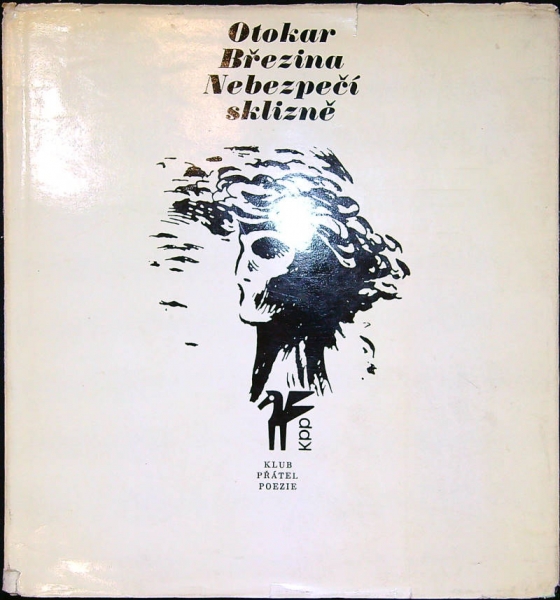 Otokar
Březina
Nebezpečí
sklizně
kpp
KLUB
PŘÁTEL
POEZIE